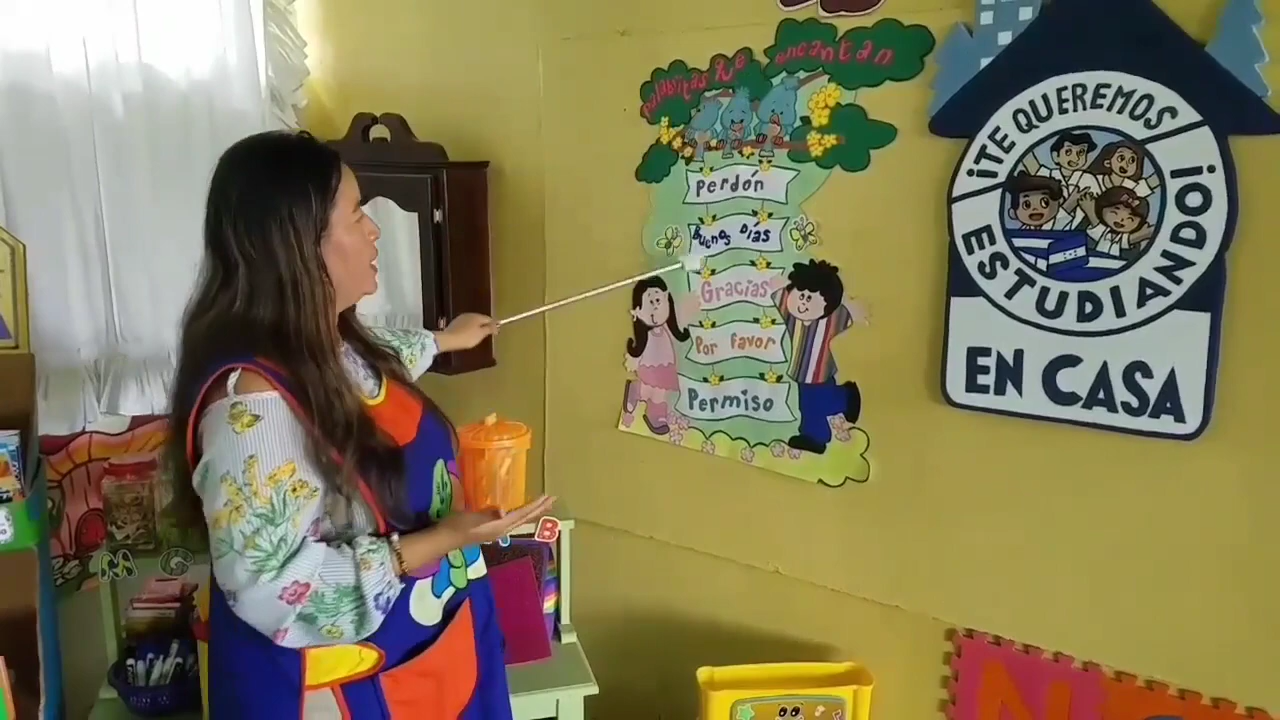 Palabritas que
encantan
Perdón
Buenos Días
Gracias
Por favor
Permiso
¡TE QUEREMOS
ESTUDIANDO!
EN CASA
M G
B
N